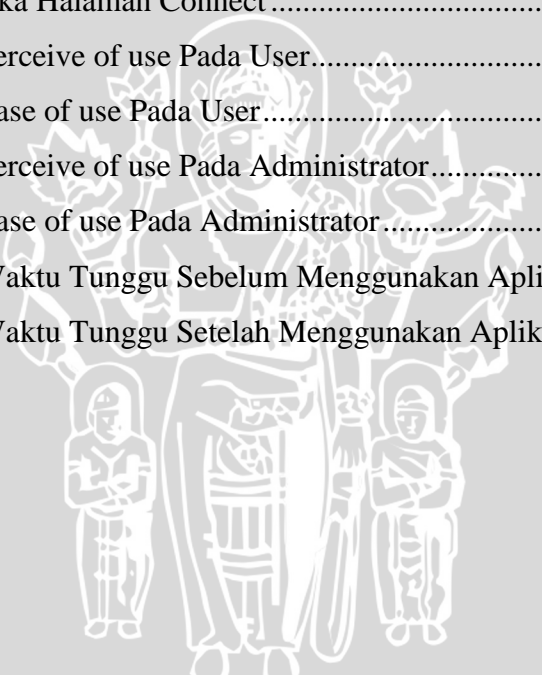 ka Halaman Connect....................................
erceive of use Pada User..............................
ase of use Pada User.....................................
erceive of use Pada Administrator................
ase of use Pada Administrator.......................
Waktu Tunggu Sebelum Menggunakan Apli
Waktu Tunggu Setelah Menggunakan Aplik